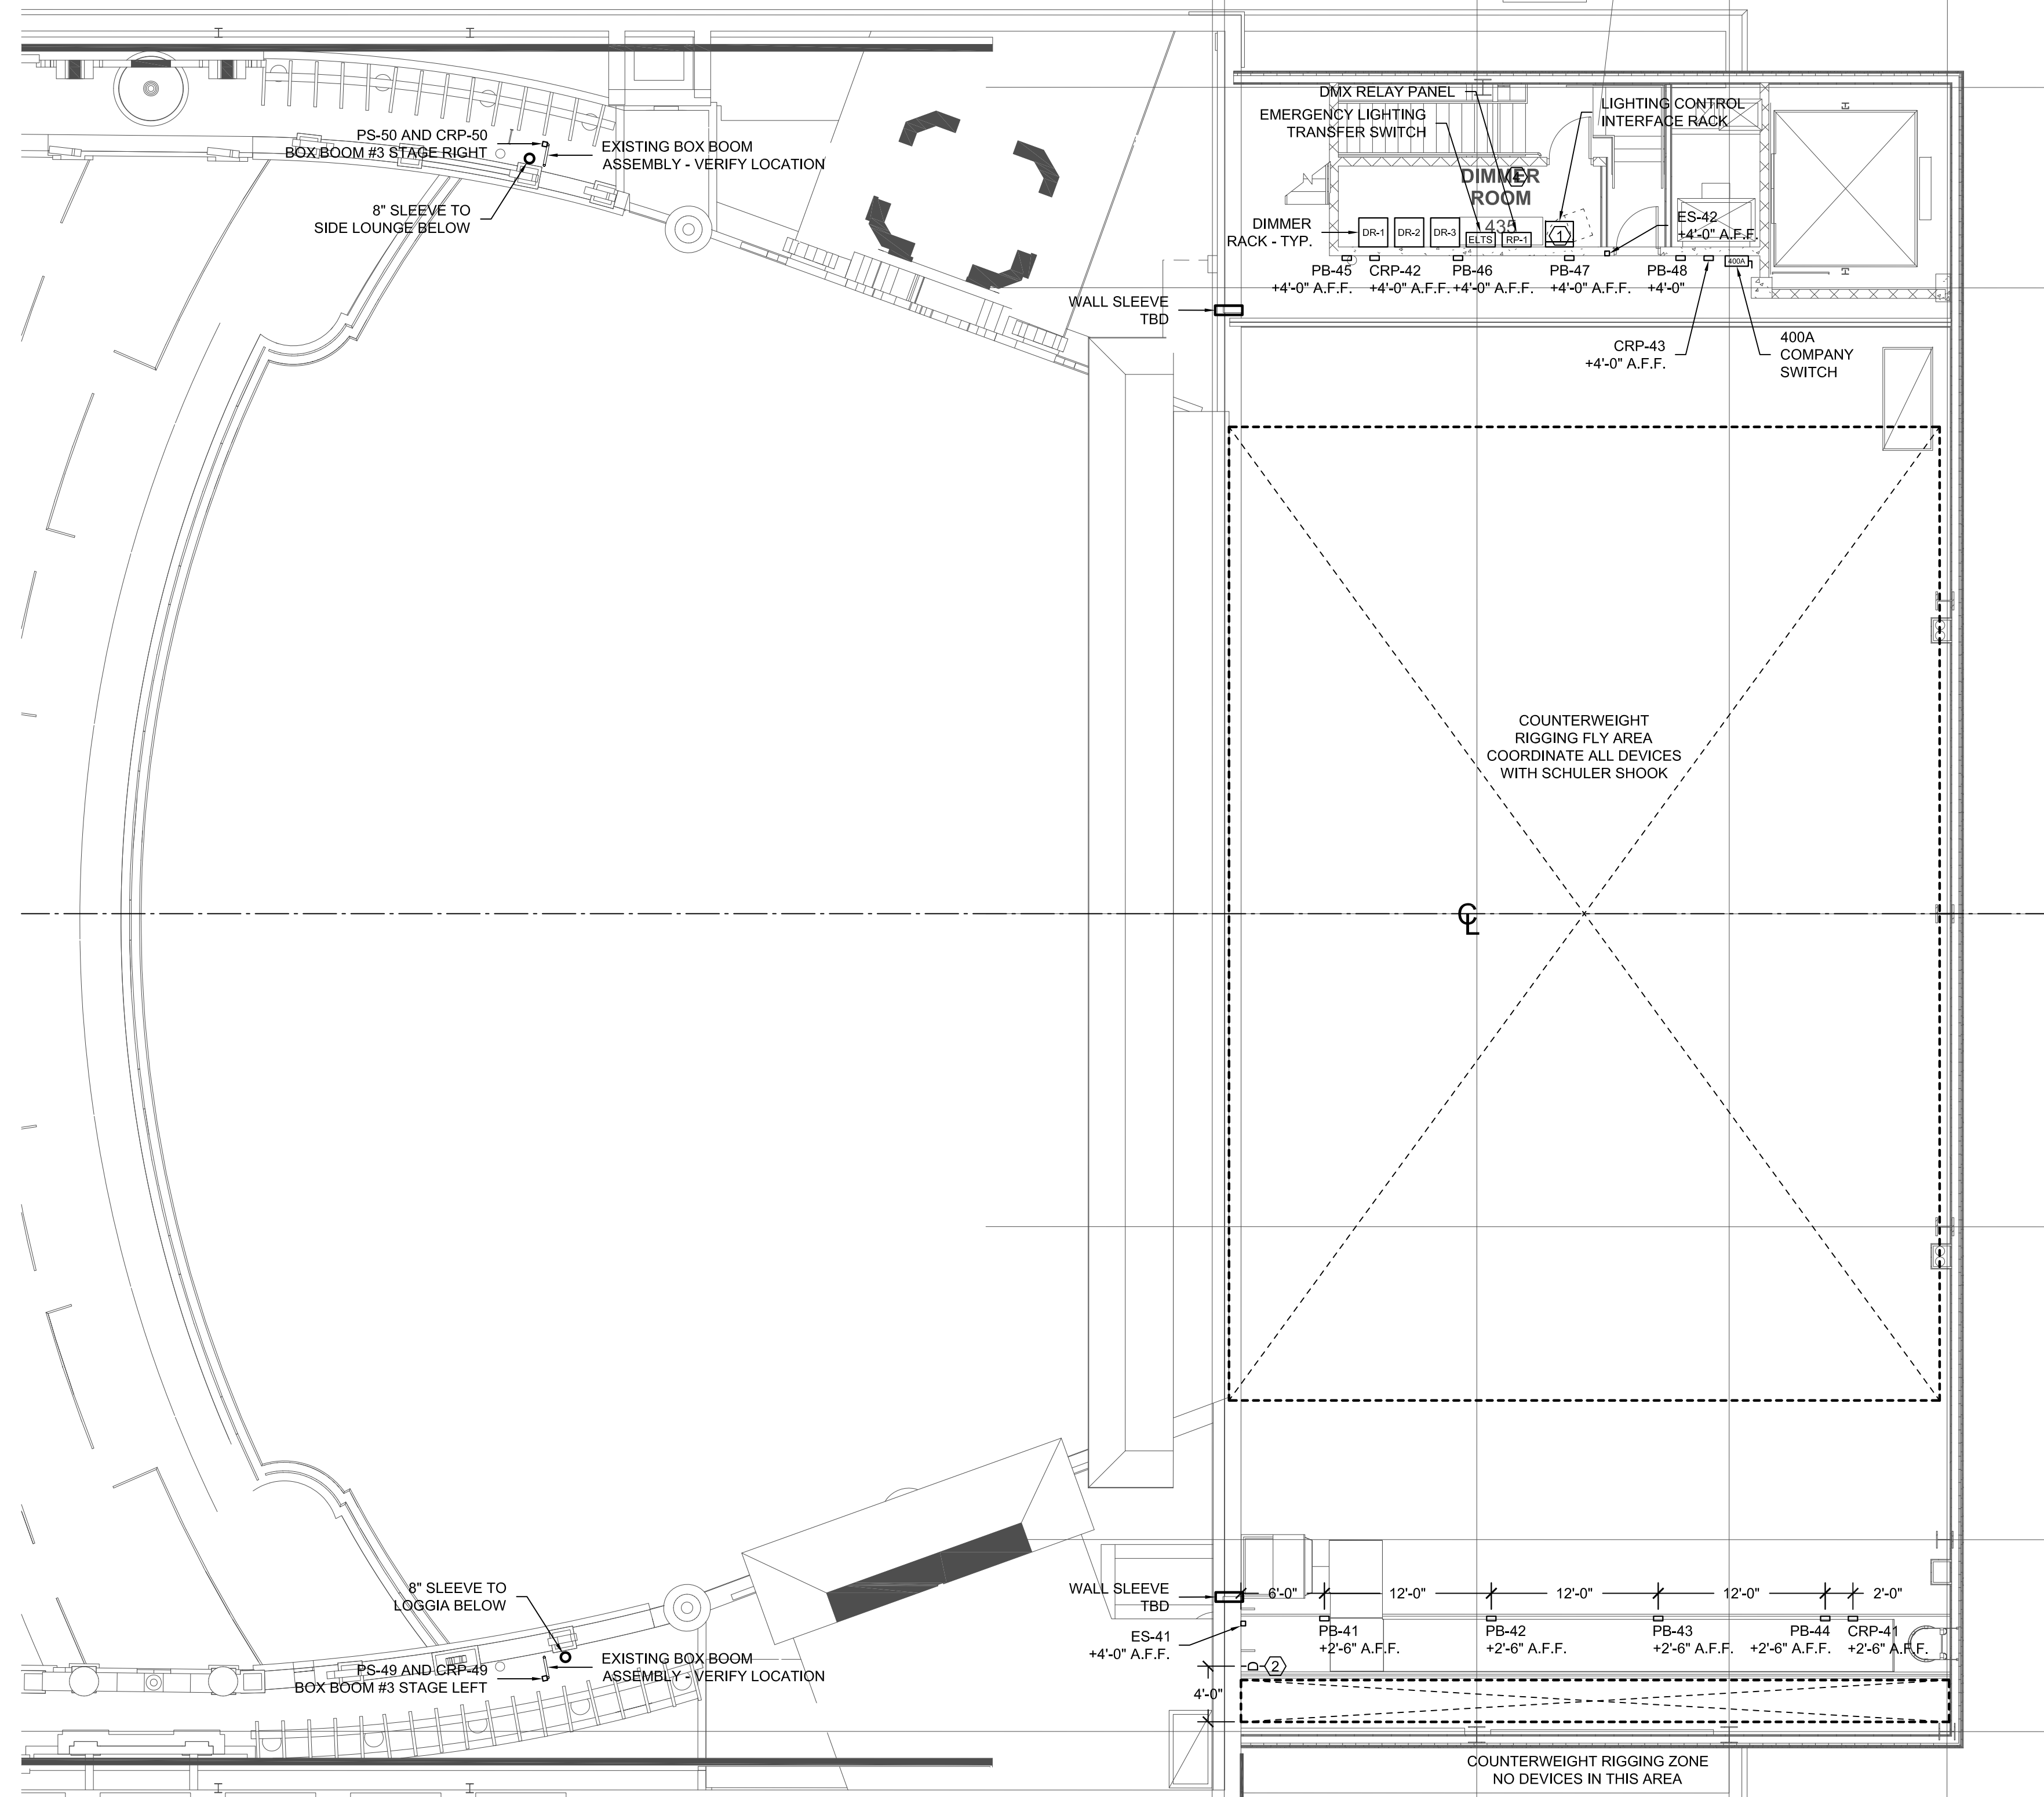 DMX RELAY PANEL
EMERGENCY LIGHTING
TRANSFER SWITCH
LIGHTING CONTROL
INTERFACE RACK
PS-50 AND CRP-50
BOX BOOM #3 STAGE RIGHT
EXISTING BOX BOOM
ASSEMBLY - VERIFY LOCATION
8" SLEEVE TO
SIDE LOUNGE BELOW
DIMMER
ROOM
435
4
DIMMER
RACK - TYP.
DR-1
DR-2
DR-3
ELTS
RP-1
1
ES-42
+4'-0" A.F.F.
400A
PB-45
+4'-0" A.F.F.
CRP-42
+4'-0" A.F.F.
PB-46
+4'-0" A.F.F.
PB-47
+4'-0" A.F.F.
PB-48
+4'-0"
WALL SLEEVE
TBD
CRP-43
+4'-0" A.F.F.
400A
COMPANY
SWITCH
COUNTERWEIGHT
RIGGING FLY AREA
COORDINATE ALL DEVICES
WITH SCHULER SHOOK
CL
8" SLEEVE TO
LOGGIA BELOW
WALL SLEEVE
TBD
6'-0"
12'-0"
12'-0"
12'-0"
2'-0"
ES-41
+4'-0" A.F.F.
PB-41
+2'-6" A.F.F.
PB-42
+2'-6" A.F.F.
PB-43
+2'-6" A.F.F.
PB-44
+2'-6" A.F.F.
CRP-41
+2'-6" A.F.F.
PS-49 AND CRP-49
BOX BOOM #3 STAGE LEFT
EXISTING BOX BOOM
ASSEMBLY - VERIFY LOCATION
D
2
4'-0"
COUNTERWEIGHT RIGGING ZONE
NO DEVICES IN THIS AREA